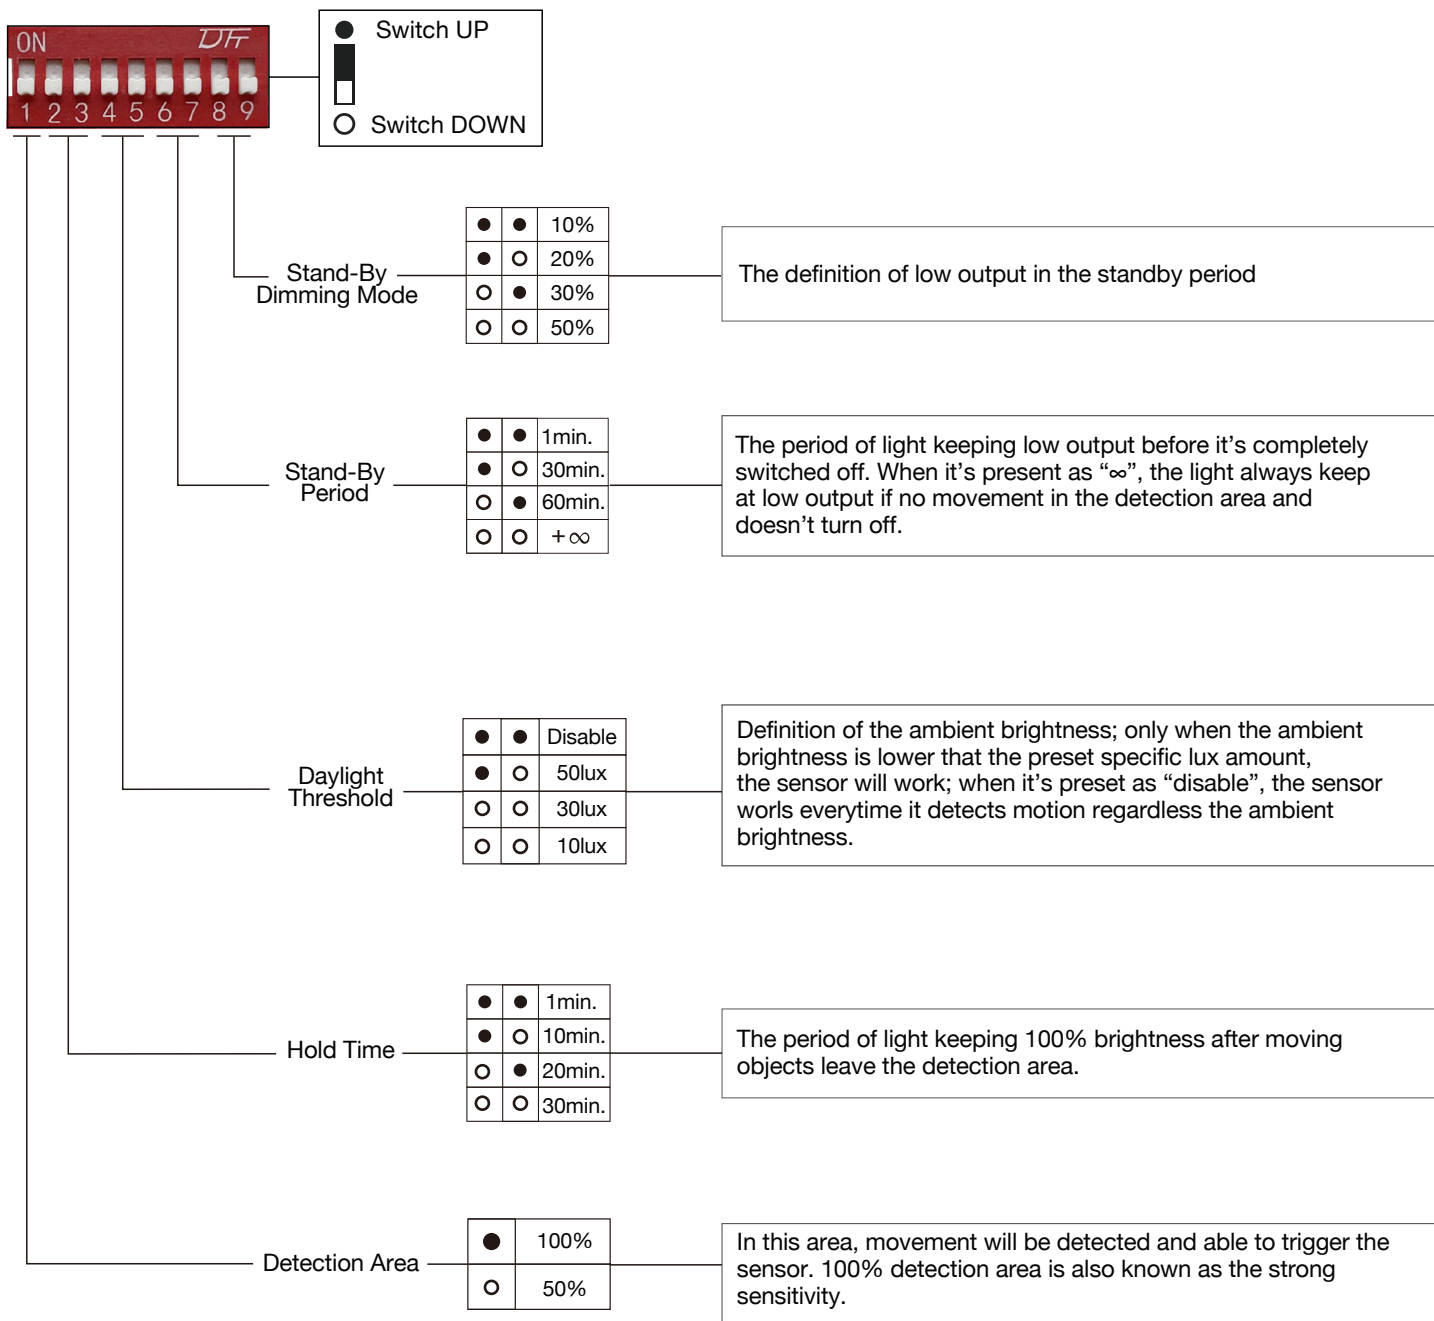 ON DFT
1 2 3 4 5 6 7 8 9
Switch UP
Switch DOWN
Stand-By
Dimming Mode
10%
20%
30%
50%
The definition of low output in the standby period
Stand-By
Period
1min.
30min.
60min.
+∞
The period of light keeping low output before it's completely
switched off. When it's present as “∞”, the light always keep
at low output if no movement in the detection area and
doesn't turn off.
Daylight
Threshold
Disable
50lux
30lux
10lux
Definition of the ambient brightness; only when the ambient
brightness is lower that the preset specific lux amount,
the sensor will work; when it's preset as “disable”, the sensor
worls everytime it detects motion regardless the ambient
brightness.
Hold Time
1min.
10min.
20min.
30min.
The period of light keeping 100% brightness after moving
objects leave the detection area.
Detection Area
100%
50%
In this area, movement will be detected and able to trigger the
sensor. 100% detection area is also known as the strong
sensitivity.